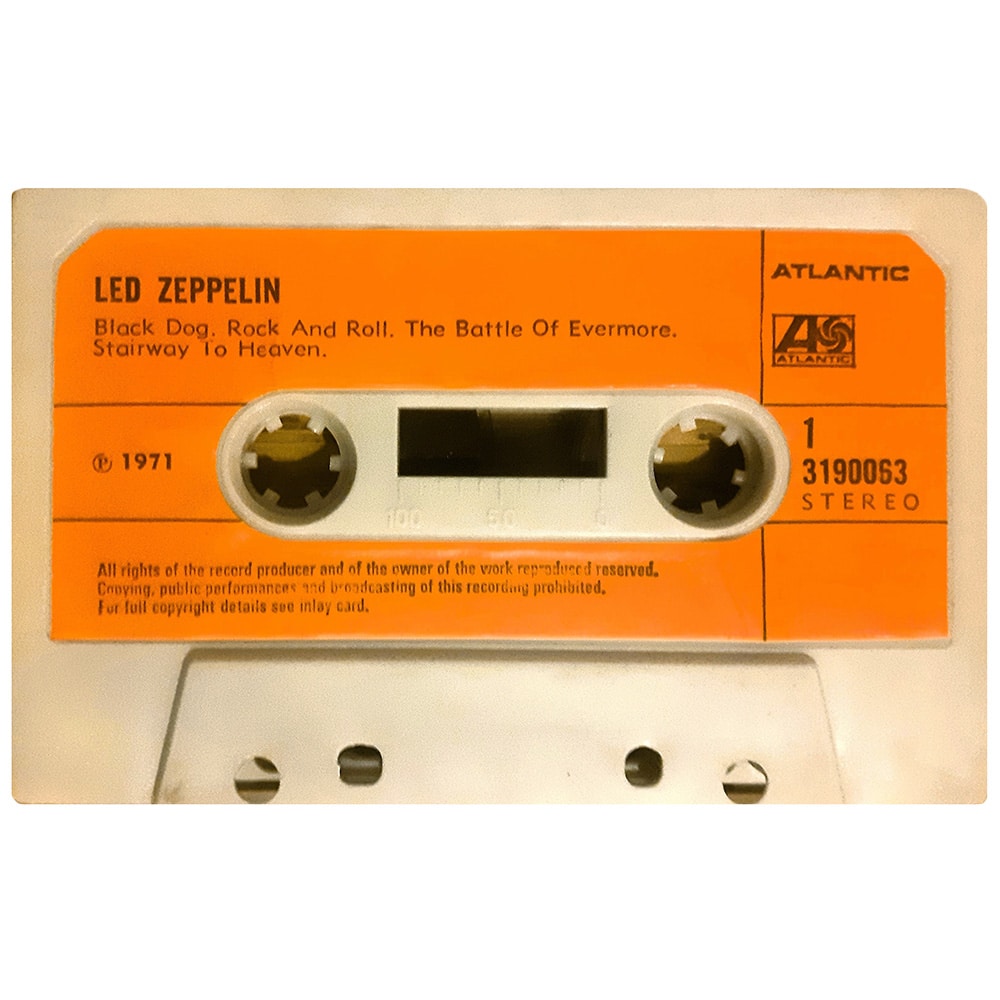 LED ZEPPELIN
Black Dog. Rock And Roll. The Battle Of Evermore.
Stairway To Heaven.
ATLANTIC
ATLANTIC
℗ 1971
1
3190063
STEREO
100 50 0
All rights of the record producer and of the owner of the work reproduced reserved.
Copying, public performances and broadcasting of this recording prohibited.
For full copyright details see inlay card.